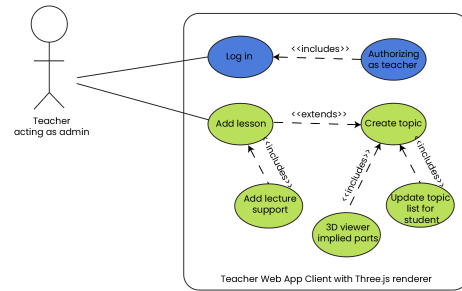 Log in
<<includes>>
Authorizing
as teacher
Teacher
acting as admin
Add lesson
<<extends>>
Create topic
<<includes>>
<<includes>>
<<includes>>
Add lecture
support
3D viewer
implied parts
Update topic
list for
student
Teacher Web App Client with Three.js renderer